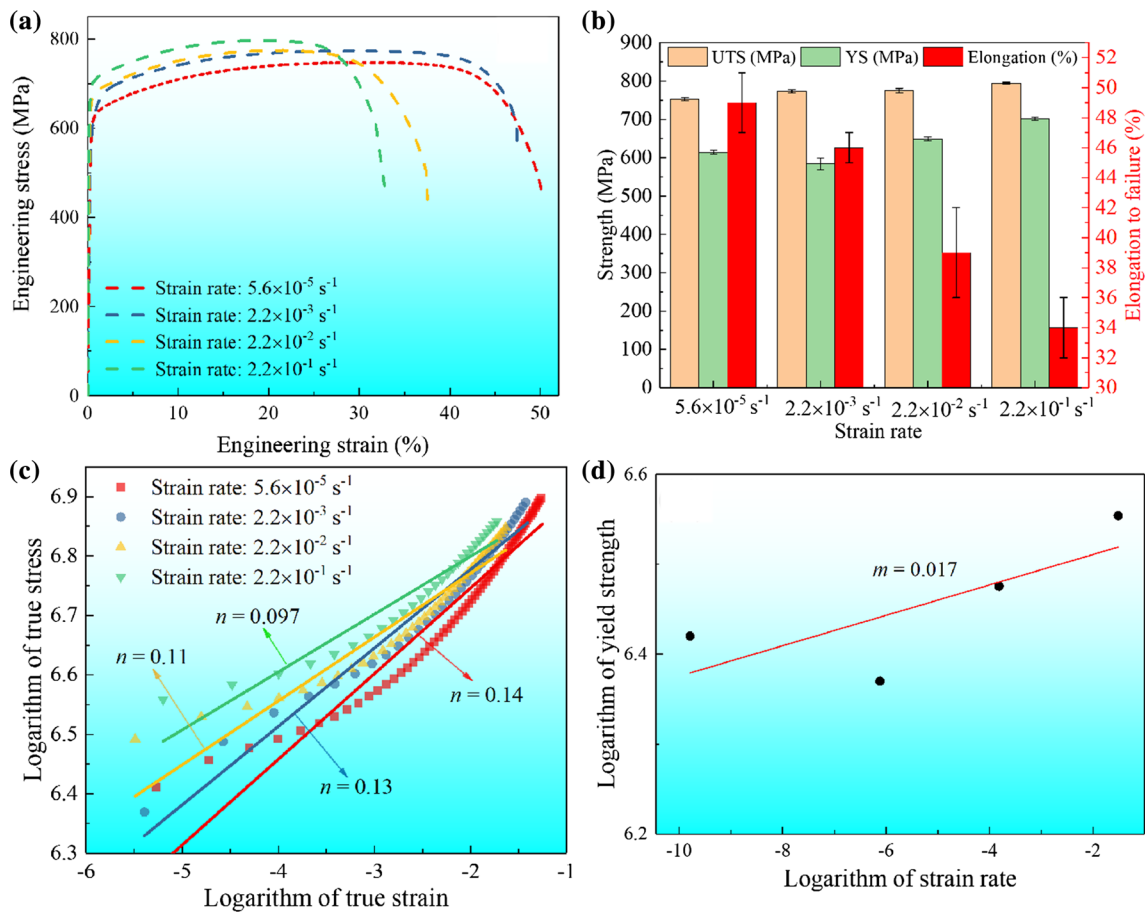 (a)
Engineering stress (MPa)
800
600
400
200
0
Strain rate: 5.6×10⁻⁵ s⁻¹
Strain rate: 2.2×10⁻³ s⁻¹
Strain rate: 2.2×10⁻² s⁻¹
Strain rate: 2.2×10⁻¹ s⁻¹
0 10 20 30 40 50
Engineering strain (%)
(b)
UTS (MPa) YS (MPa) Elongation (%)
Strength (MPa)
900
800
700
600
500
400
300
200
100
0
52
50
48
46
44
42
40
38
36
34
32
30
Elongation to failure (%)
5.6×10⁻⁵ s⁻¹ 2.2×10⁻³ s⁻¹ 2.2×10⁻² s⁻¹ 2.2×10⁻¹ s⁻¹
Strain rate
(c)
Logarithm of true stress
6.9
6.8
6.7
6.6
6.5
6.4
6.3
Strain rate: 5.6×10⁻⁵ s⁻¹
Strain rate: 2.2×10⁻³ s⁻¹
Strain rate: 2.2×10⁻² s⁻¹
Strain rate: 2.2×10⁻¹ s⁻¹
n = 0.097
n = 0.11
n = 0.14
n = 0.13
-6 -5 -4 -3 -2 -1
Logarithm of true strain
(d)
Logarithm of yield strength
6.6
6.4
6.2
m = 0.017
-10 -8 -6 -4 -2
Logarithm of strain rate